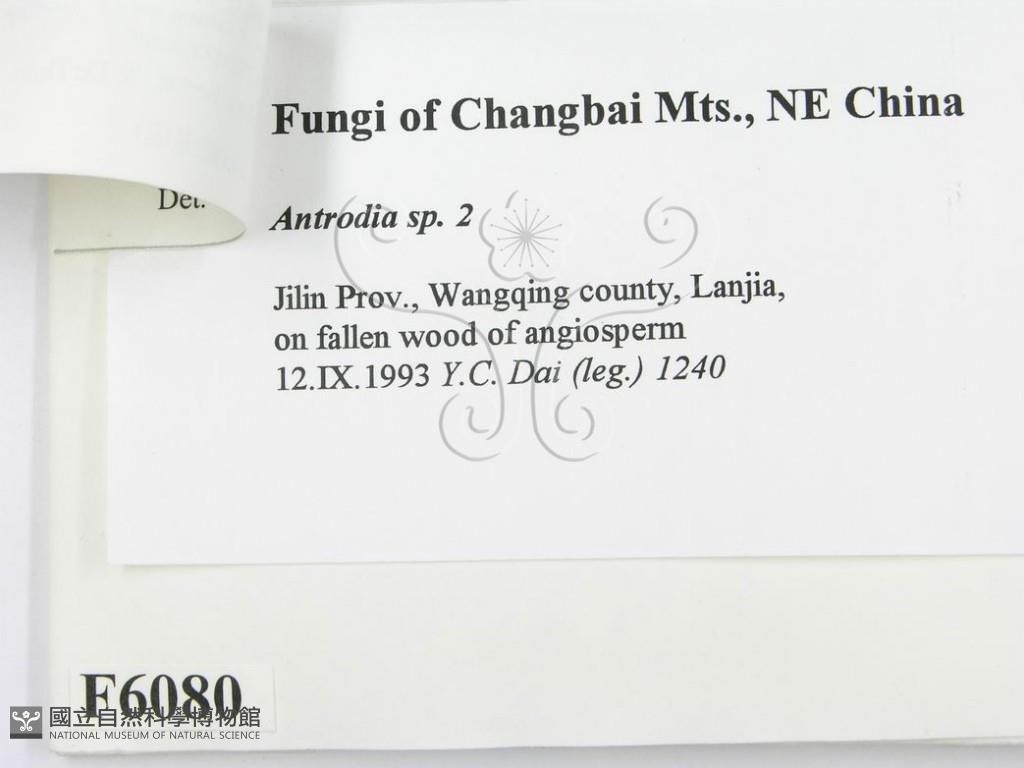 Fungi of Changbai Mts., NE China
Det.
Antrodia sp. 2
Jilin Prov., Wangqing county, Lanjia,
on fallen wood of angiosperm
12.IX.1993 Y.C. Dai (leg.) 1240
F6080
國立自然科學博物館
NATIONAL MUSEUM OF NATURAL SCIENCE